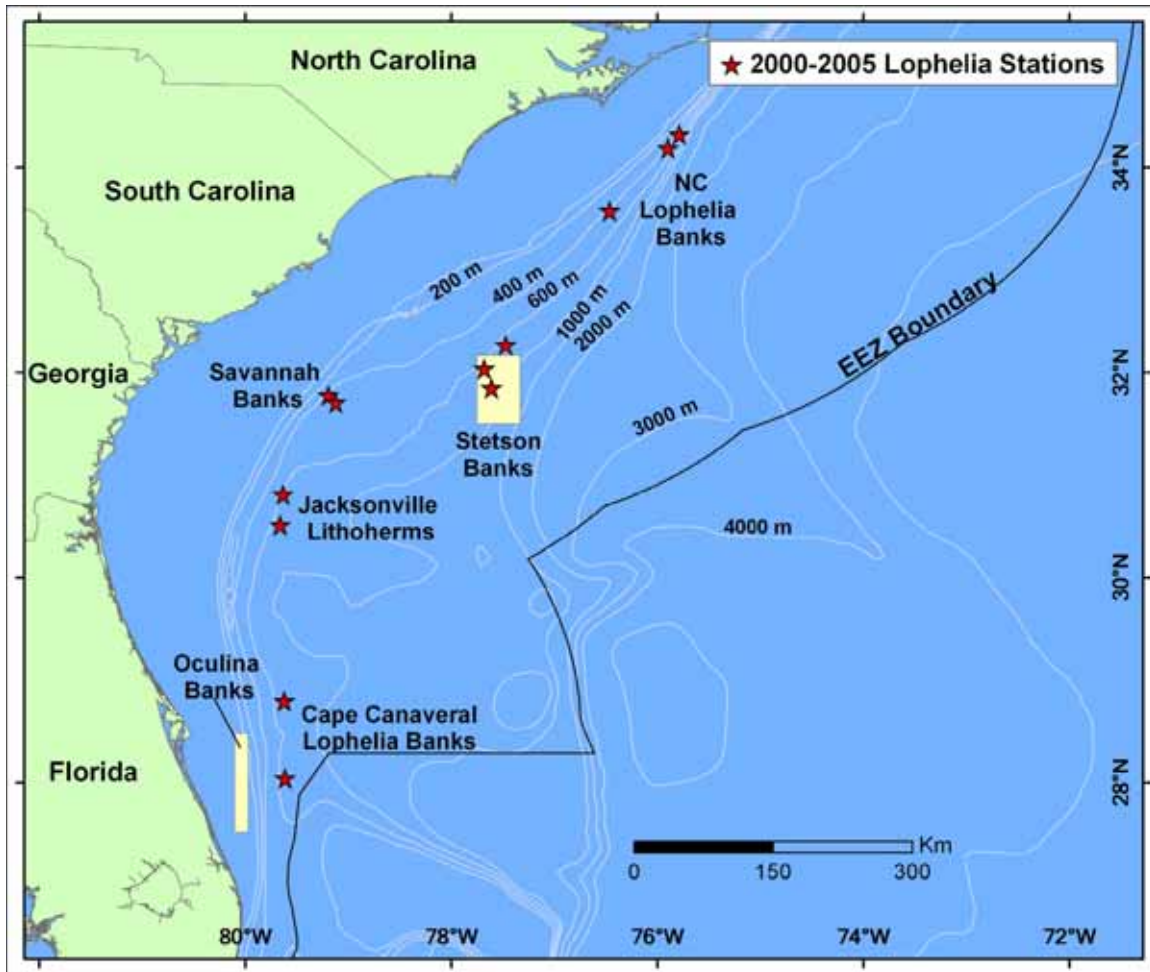 North Carolina
2000-2005 Lophelia Stations
South Carolina
NC
Lophelia
Banks
34°N
200 m
400 m
600 m
1000 m
2000 m
EEZ Boundary
Georgia
Savannah
Banks
32°N
Stetson
Banks
3000 m
Jacksonville
Lithoherms
4000 m
30°N
Oculina
Banks
Cape Canaveral
Lophelia Banks
Florida
28°N
Km
0 150 300
80°W 78°W 76°W 74°W 72°W